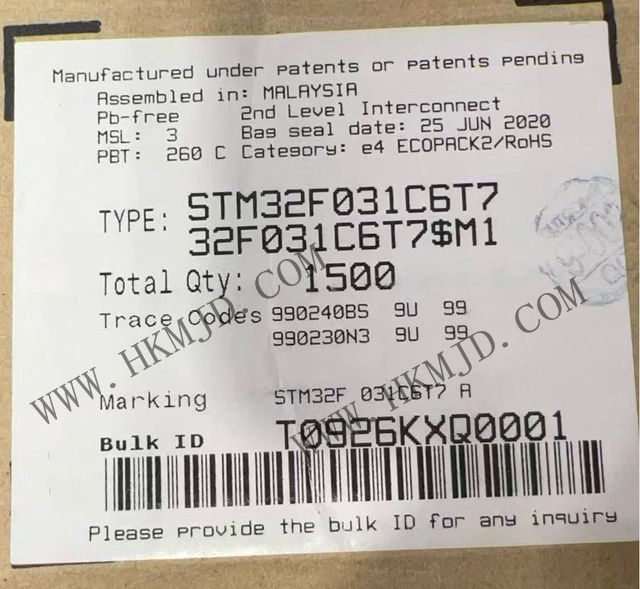 Manufactured under patents or patents pending
Assembled in: MALAYSIA
Pb-free 2nd Level Interconnect
MSL: 3 Bag seal date: 25 JUN 2020
PBT: 260 C Category: e4 ECOPACK2/RoHS
TYPE: STM32F031C6T7
32F031C6T7$M1
Total Qty: 1500
Trace Codes 990240BS 9U 99
990230N3 9U 99
Marking STM32F 031C6T7 A
Bulk ID T0926KXQ0001
Please provide the bulk ID for any inquiry
WWW.HKMJD.COM
WWW.HKMJD.COM